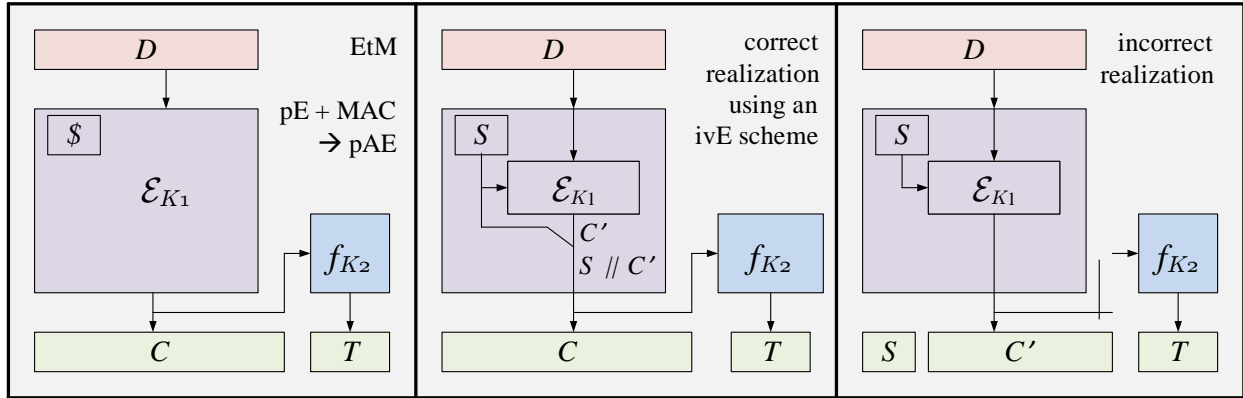 D
EtM
pE + MAC
→ pAE
$
ℰK1
fK2
C
T
D
correct
realization
using an
ivE scheme
S
ℰK1
C'
S // C'
fK2
C
T
D
incorrect
realization
S
ℰK1
fK2
S
C'
T